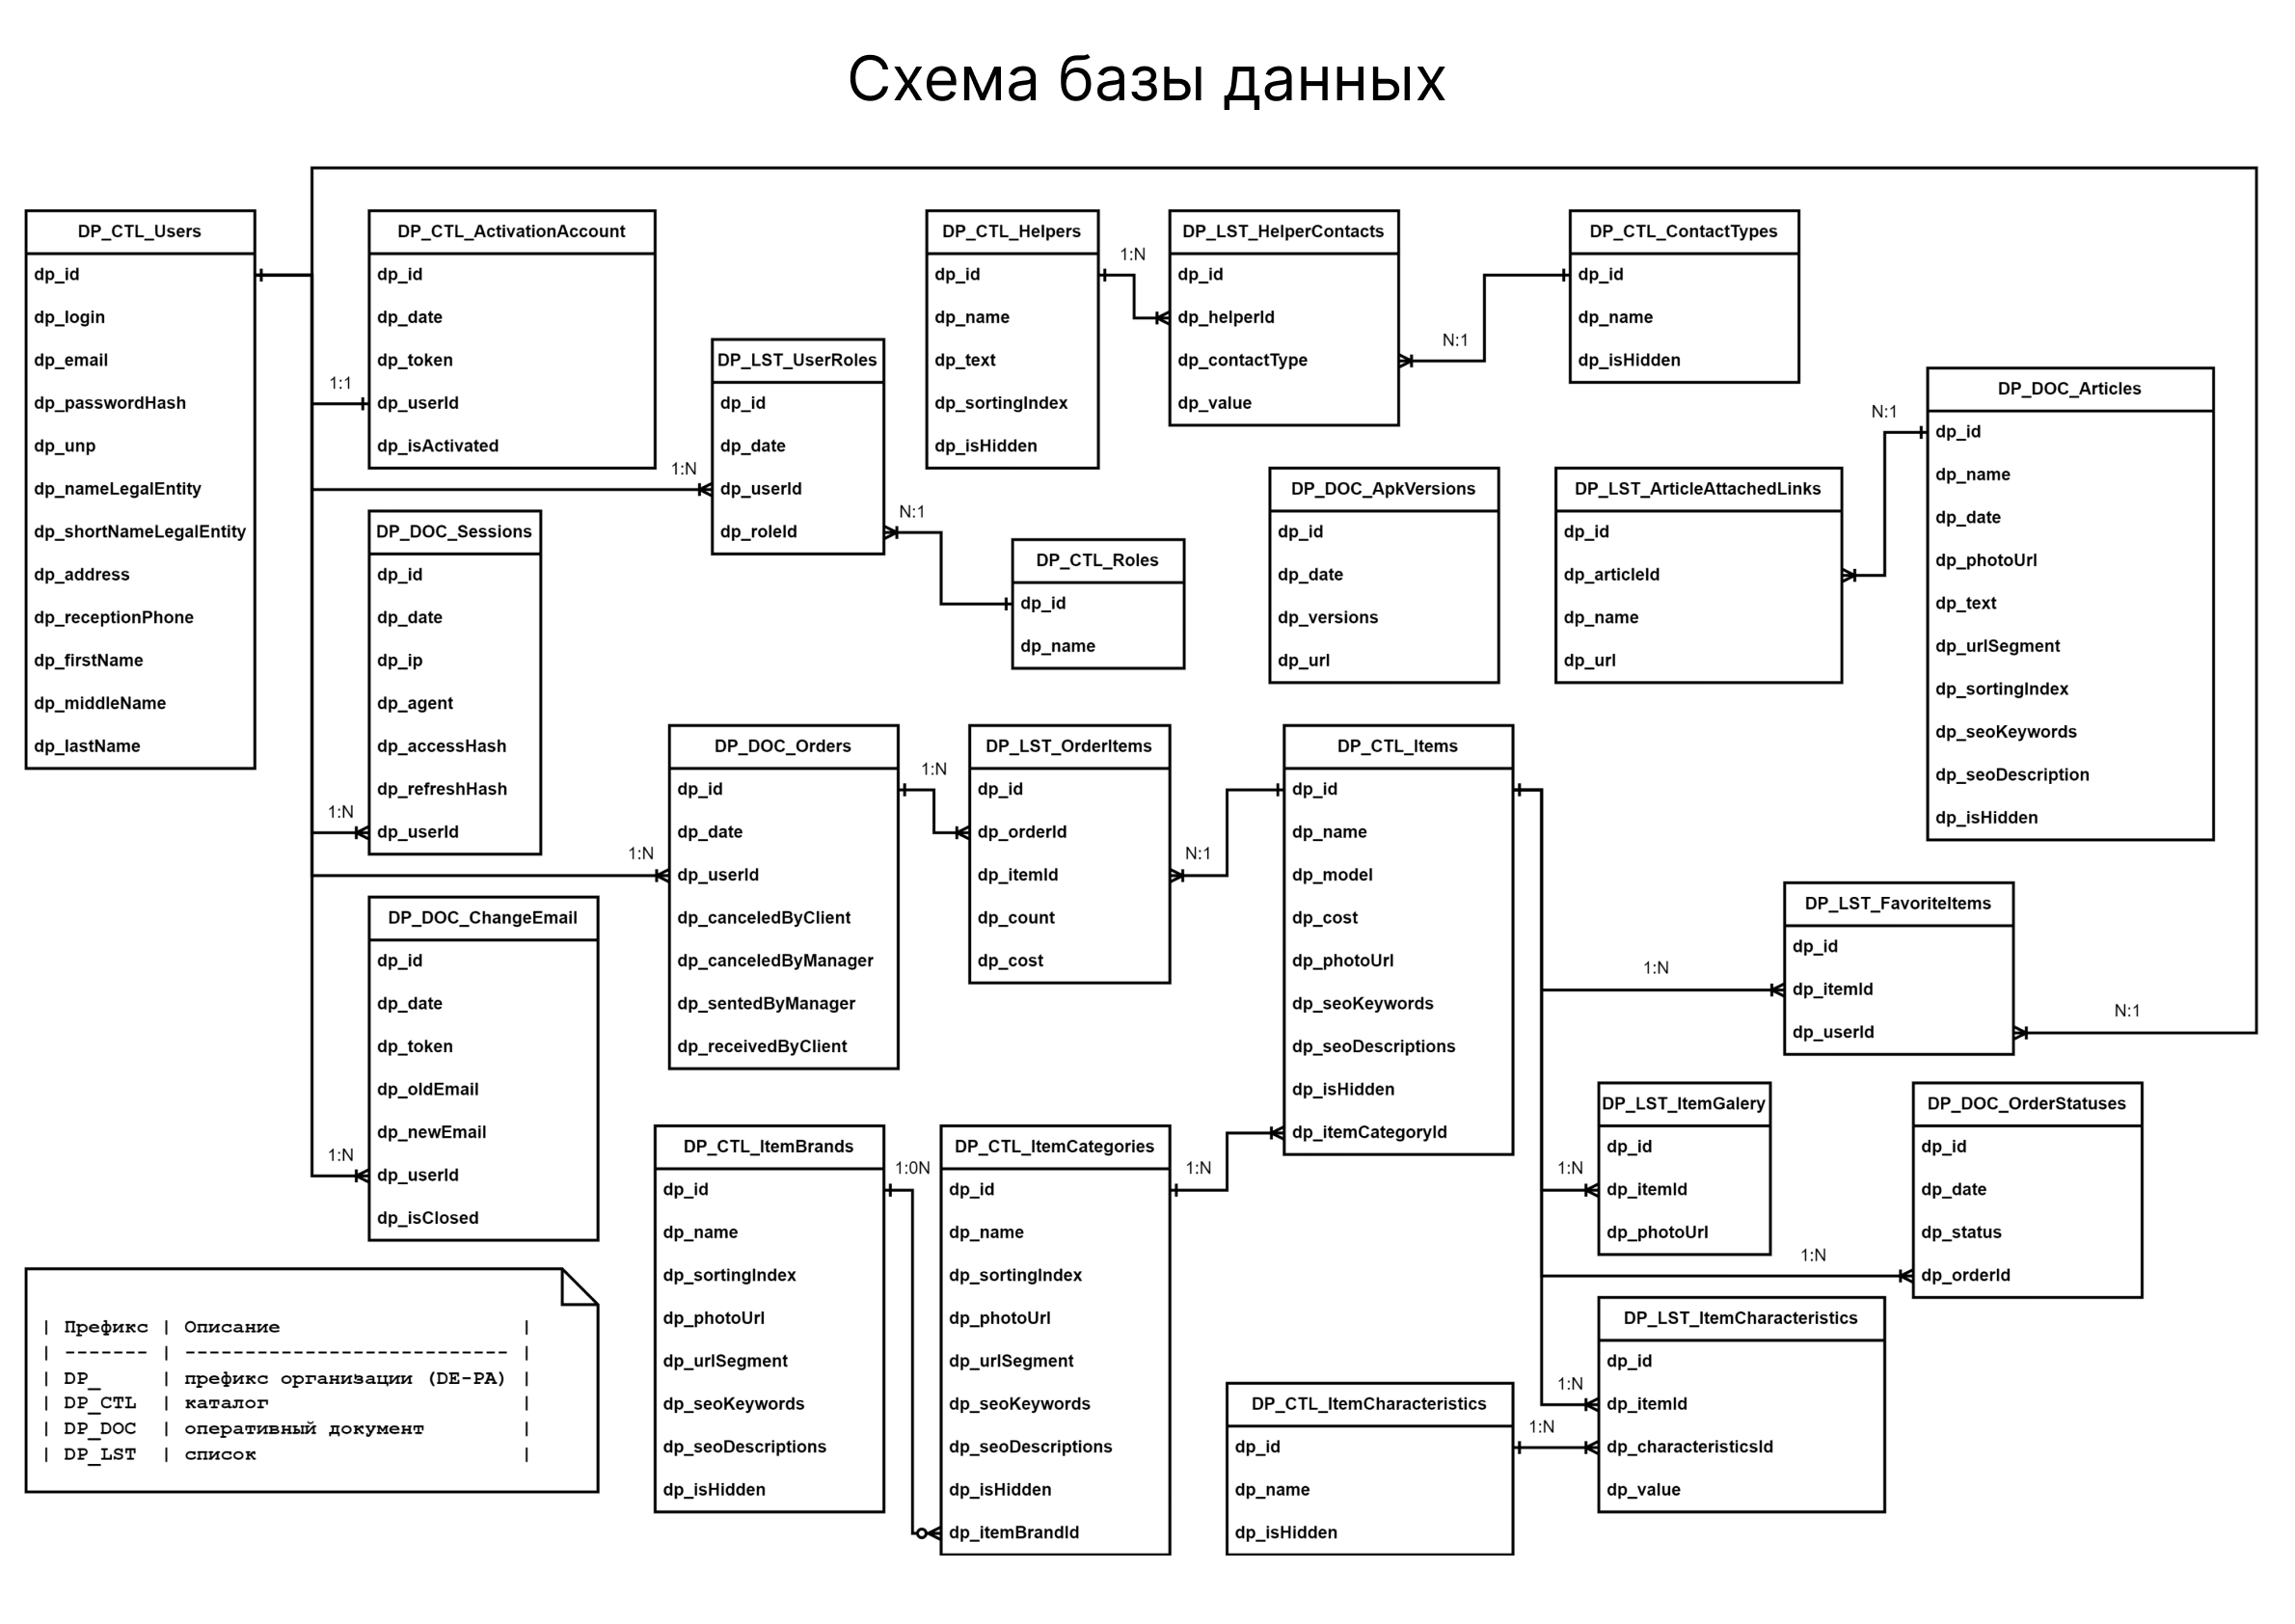 Схема базы данных
DP_CTL_Users
dp_id
dp_login
dp_email
dp_passwordHash
dp_unp
dp_nameLegalEntity
dp_shortNameLegalEntity
dp_address
dp_receptionPhone
dp_firstName
dp_middleName
dp_lastName
DP_CTL_ActivationAccount
dp_id
dp_date
dp_token
1:1
dp_userId
dp_isActivated
DP_LST_UserRoles
dp_id
dp_date
1:N
dp_userId
dp_roleId
N:1
DP_CTL_Roles
dp_id
dp_name
DP_CTL_Helpers
dp_id
dp_name
dp_text
dp_sortingIndex
dp_isHidden
1:N
DP_LST_HelperContacts
dp_id
dp_helperId
dp_contactType
dp_value
N:1
DP_CTL_ContactTypes
dp_id
dp_name
dp_isHidden
DP_DOC_ApkVersions
dp_id
dp_date
dp_versions
dp_url
DP_LST_ArticleAttachedLinks
dp_id
dp_articleId
dp_name
dp_url
N:1
DP_DOC_Articles
dp_id
dp_name
dp_date
dp_photoUrl
dp_text
dp_urlSegment
dp_sortingIndex
dp_seoKeywords
dp_seoDescription
dp_isHidden
DP_DOC_Sessions
dp_id
dp_date
dp_ip
dp_agent
dp_accessHash
dp_refreshHash
1:N
dp_userId
DP_DOC_ChangeEmail
dp_id
dp_date
dp_token
dp_oldEmail
dp_newEmail
1:N
dp_userId
dp_isClosed
DP_DOC_Orders
dp_id
dp_date
1:N
dp_userId
dp_canceledByClient
dp_canceledByManager
dp_sentedByManager
dp_receivedByClient
1:N
DP_LST_OrderItems
dp_id
dp_orderId
dp_itemId
dp_count
dp_cost
N:1
DP_CTL_Items
dp_id
dp_name
dp_model
dp_cost
dp_photoUrl
dp_seoKeywords
dp_seoDescriptions
dp_isHidden
dp_itemCategoryId
1:N
DP_LST_FavoriteItems
dp_id
dp_itemId
dp_userId
N:1
DP_LST_ItemGalery
dp_id
1:N
dp_itemId
dp_photoUrl
DP_DOC_OrderStatuses
dp_id
dp_date
dp_status
1:N
dp_orderId
DP_CTL_ItemBrands
dp_id
dp_name
dp_sortingIndex
dp_photoUrl
dp_urlSegment
dp_seoKeywords
dp_seoDescriptions
dp_isHidden
1:0N
DP_CTL_ItemCategories
dp_id
dp_name
dp_sortingIndex
dp_photoUrl
dp_urlSegment
dp_seoKeywords
dp_seoDescriptions
dp_isHidden
dp_itemBrandId
1:N
DP_CTL_ItemCharacteristics
dp_id
dp_name
dp_isHidden
1:N
DP_LST_ItemCharacteristics
dp_id
1:N
dp_itemId
dp_characteristicsId
dp_value
| Префикс | Описание |
| ------- | --------------------------- |
| DP_ | префикс организации (DE-PA) |
| DP_CTL | каталог |
| DP_DOC | оперативный документ |
| DP_LST | список |